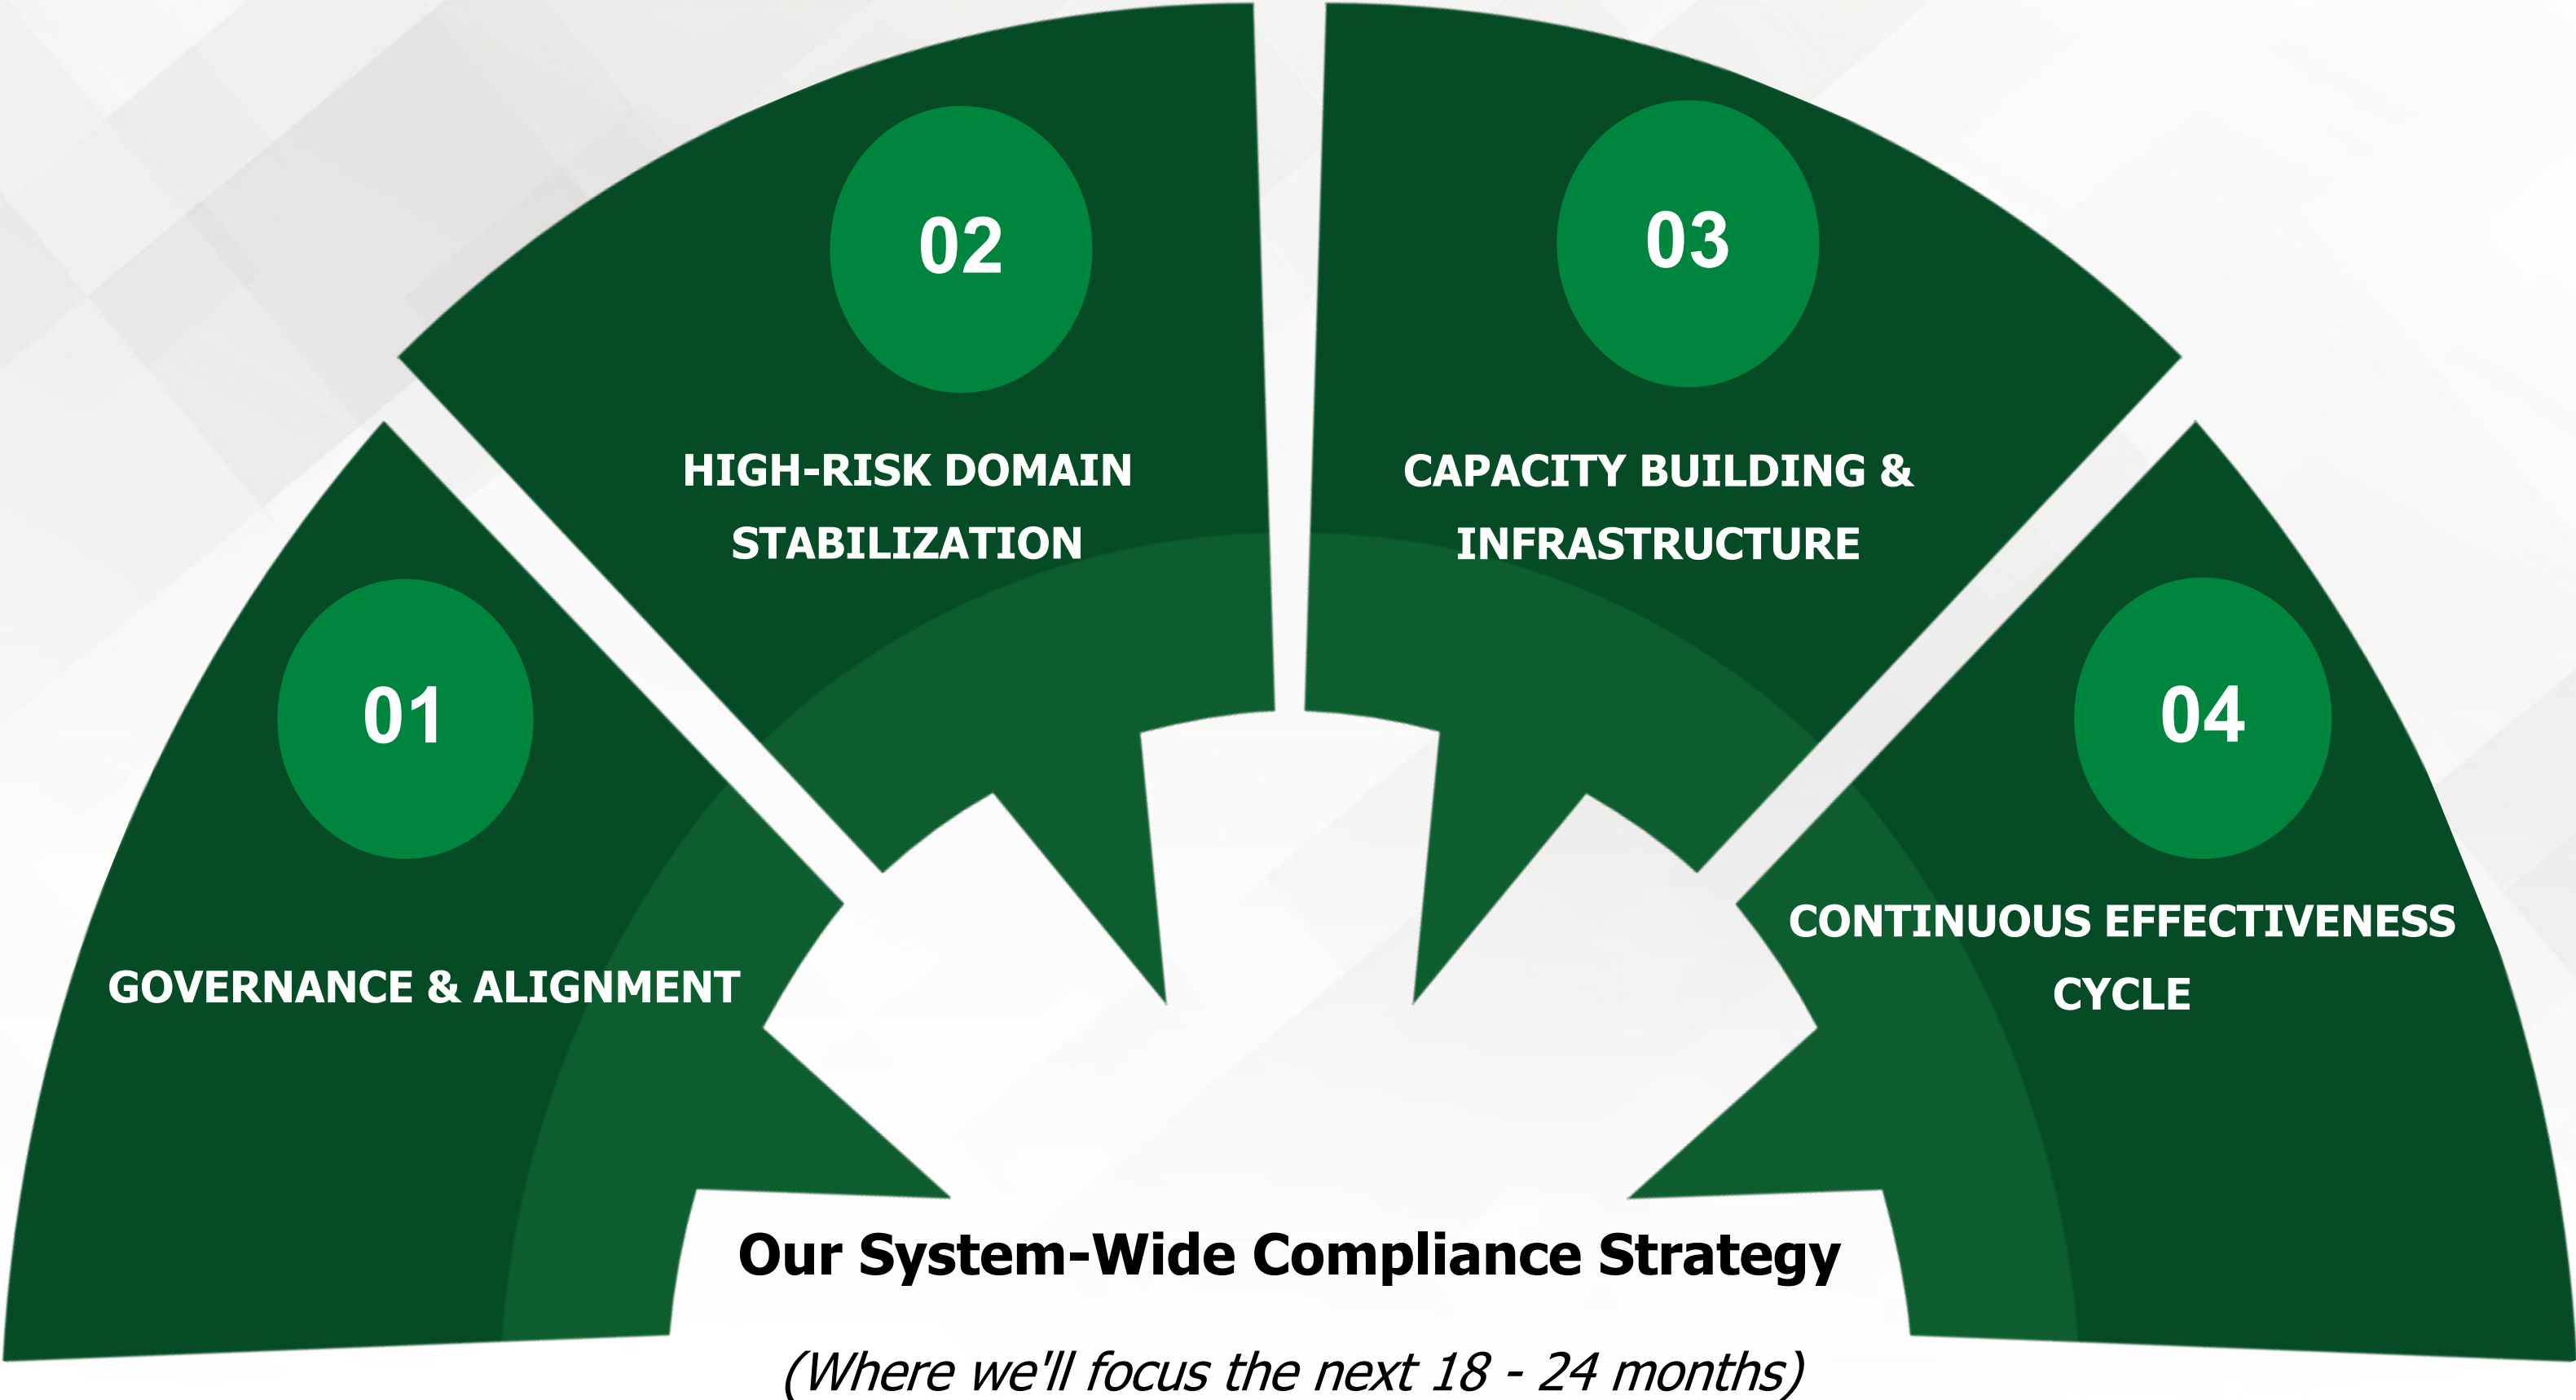 01
GOVERNANCE & ALIGNMENT
02
HIGH-RISK DOMAIN
STABILIZATION
03
CAPACITY BUILDING &
INFRASTRUCTURE
04
CONTINUOUS EFFECTIVENESS
CYCLE
Our System-Wide Compliance Strategy
(Where we'll focus the next 18 - 24 months)